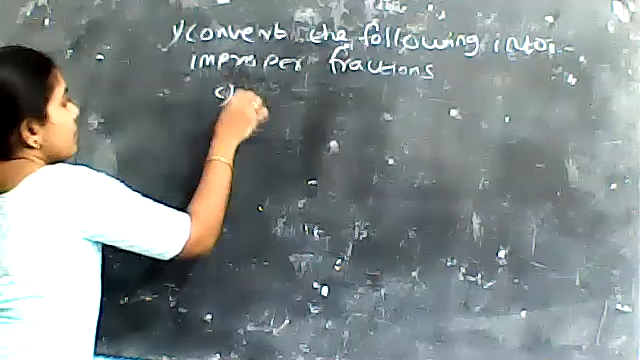 1) Convert the following into
improper fractions
c)